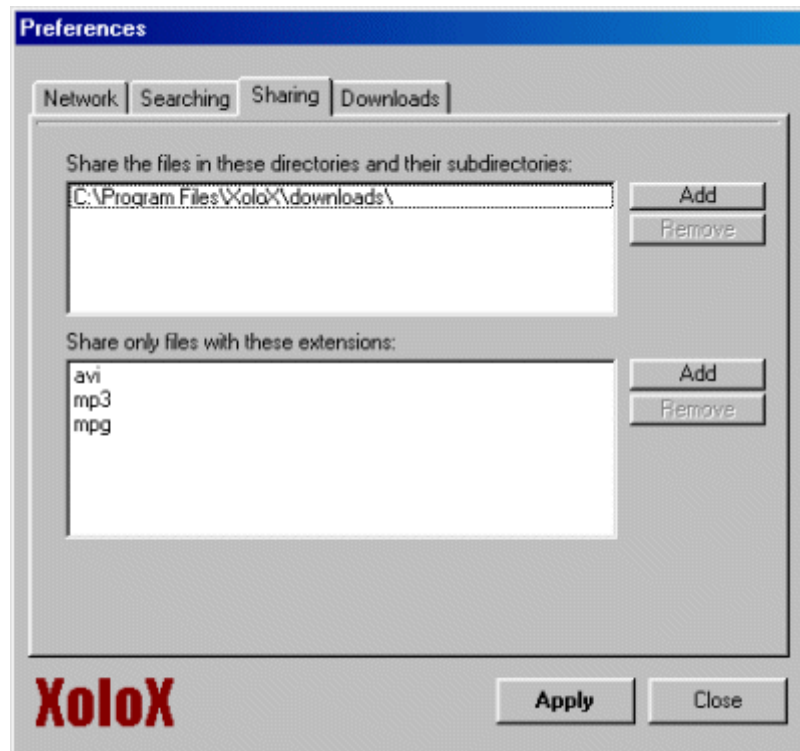 Preferences
Network Searching Sharing Downloads
Share the files in these directories and their subdirectories:
C:\Program Files\XoloX\downloads\
Add
Remove
Share only files with these extensions:
avi
mp3
mpg
Add
Remove
XoloX
Apply Close